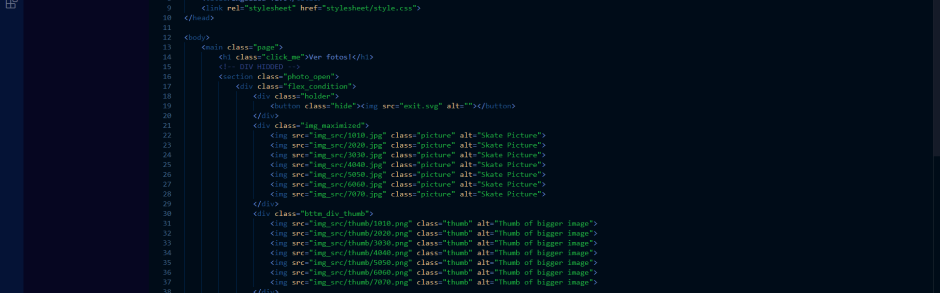 9 <link rel="stylesheet" href="stylesheet/style.css">
10 </head>
11
12 <body>
13 <main class="page">
14 <h1 class="click_me">Ver fotos!</h1>
15 <!-- DIV HIDDED -->
16 <section class="photo_open">
17 <div class="flex_condition">
18 <div class="holder">
19 <button class="hide"><img src="exit.svg" alt=""></button>
20 </div>
21 <div class="img_maximized">
22 <img src="img_src/1010.jpg" class="picture" alt="Skate Picture">
23 <img src="img_src/2020.jpg" class="picture" alt="Skate Picture">
24 <img src="img_src/3030.jpg" class="picture" alt="Skate Picture">
25 <img src="img_src/4040.jpg" class="picture" alt="Skate Picture">
26 <img src="img_src/5050.jpg" class="picture" alt="Skate Picture">
27 <img src="img_src/6060.jpg" class="picture" alt="Skate Picture">
28 <img src="img_src/7070.jpg" class="picture" alt="Skate Picture">
29 </div>
30 <div class="bttm_div_thumb">
31 <img src="img_src/thumb/1010.png" class="thumb" alt="Thumb of bigger image">
32 <img src="img_src/thumb/2020.png" class="thumb" alt="Thumb of bigger image">
33 <img src="img_src/thumb/3030.png" class="thumb" alt="Thumb of bigger image">
34 <img src="img_src/thumb/4040.png" class="thumb" alt="Thumb of bigger image">
35 <img src="img_src/thumb/5050.png" class="thumb" alt="Thumb of bigger image">
36 <img src="img_src/thumb/6060.png" class="thumb" alt="Thumb of bigger image">
37 <img src="img_src/thumb/7070.png" class="thumb" alt="Thumb of bigger image">
38 </div>